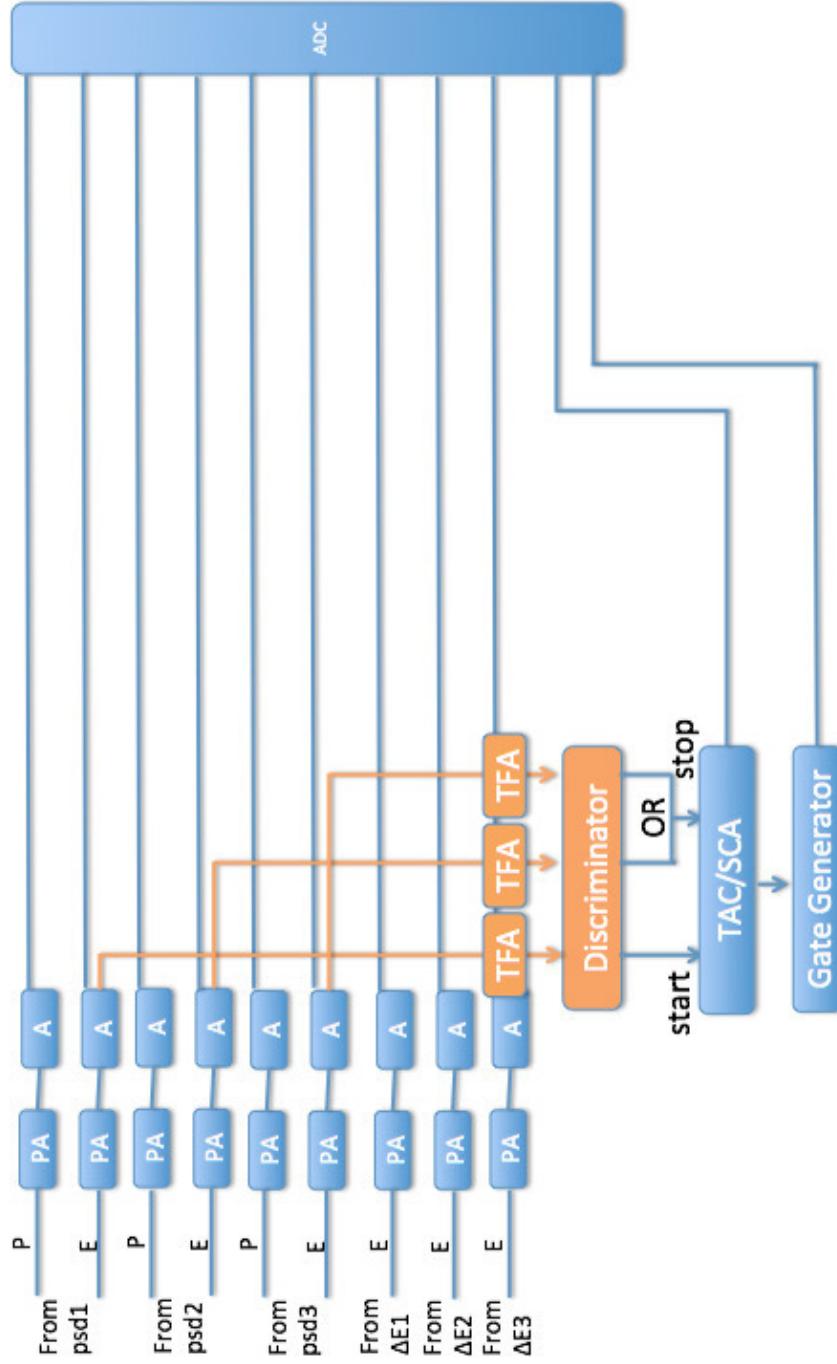 From
psd1
P
PA
A
E
PA
A
From
psd2
P
PA
A
E
PA
A
From
psd3
P
PA
A
E
PA
A
From
ΔE1
E
PA
A
From
ΔE2
E
PA
A
From
ΔE3
E
PA
A
TFA
TFA
TFA
ADC
Discriminator
start
OR
stop
TAC/SCA
Gate Generator